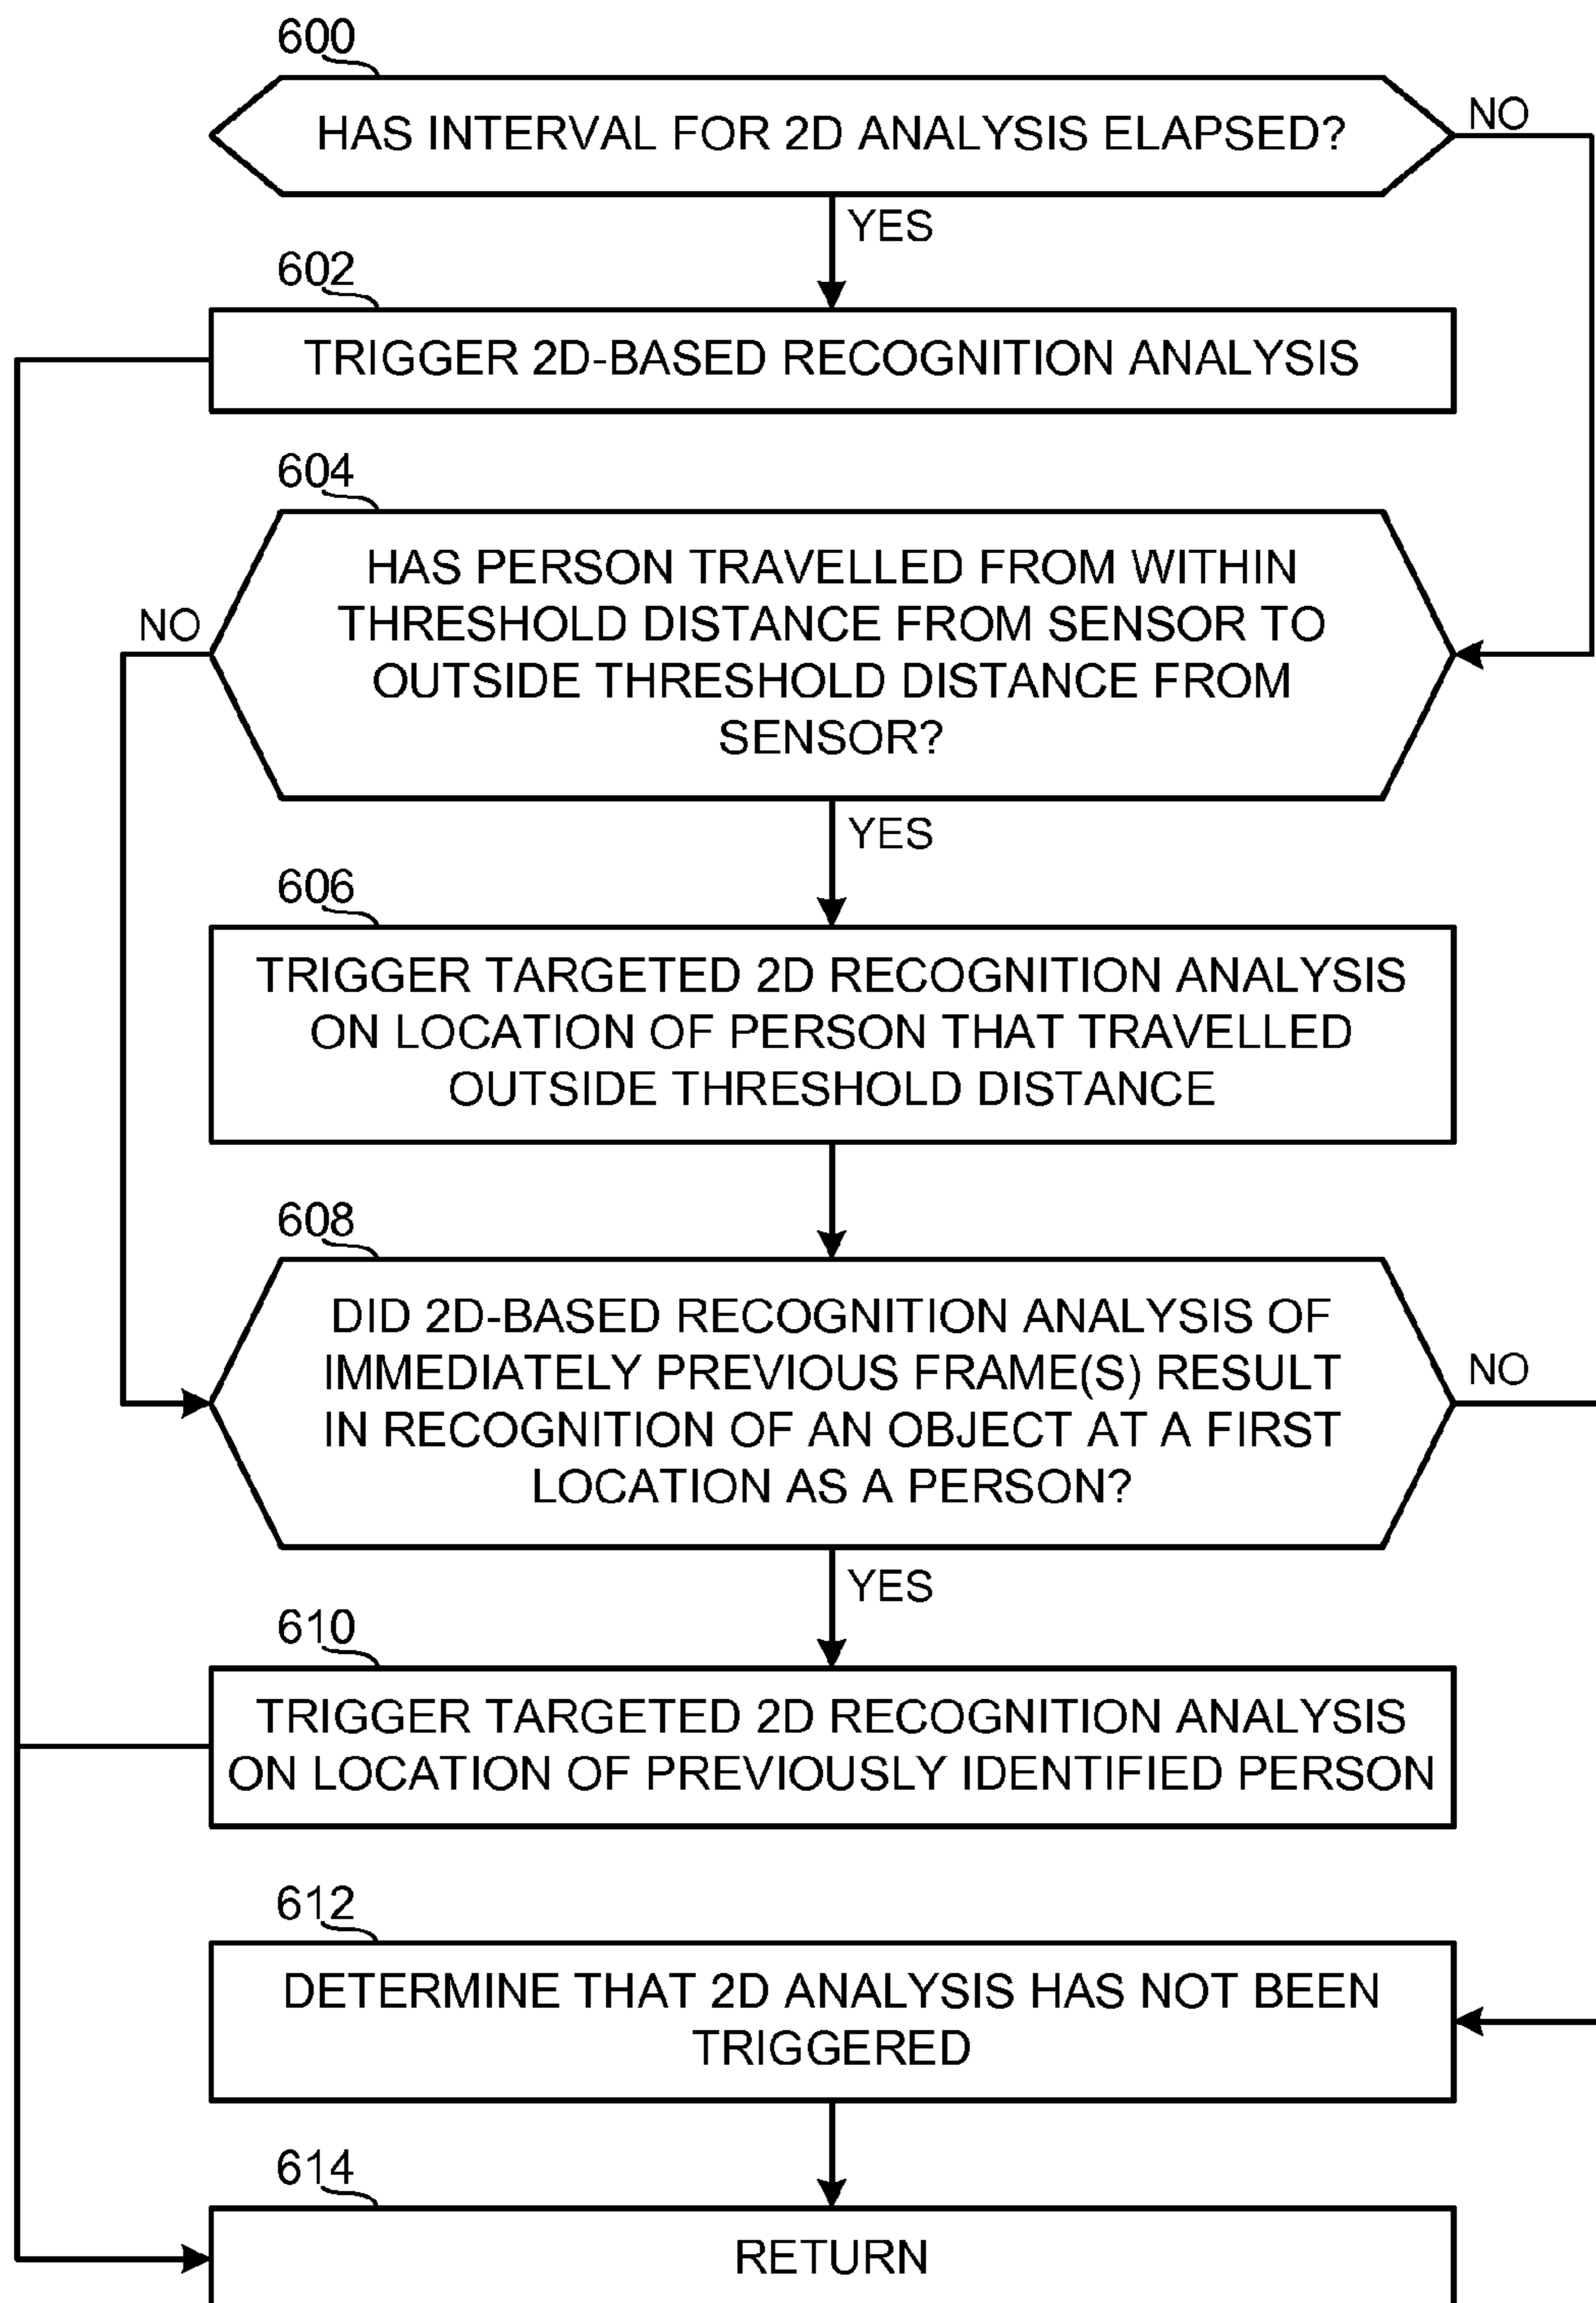 600
HAS INTERVAL FOR 2D ANALYSIS ELAPSED?
NO
YES
602
TRIGGER 2D-BASED RECOGNITION ANALYSIS
604
HAS PERSON TRAVELLED FROM WITHIN
THRESHOLD DISTANCE FROM SENSOR TO
OUTSIDE THRESHOLD DISTANCE FROM
SENSOR?
NO
YES
606
TRIGGER TARGETED 2D RECOGNITION ANALYSIS
ON LOCATION OF PERSON THAT TRAVELLED
OUTSIDE THRESHOLD DISTANCE
608
DID 2D-BASED RECOGNITION ANALYSIS OF
IMMEDIATELY PREVIOUS FRAME(S) RESULT
IN RECOGNITION OF AN OBJECT AT A FIRST
LOCATION AS A PERSON?
NO
YES
610
TRIGGER TARGETED 2D RECOGNITION ANALYSIS
ON LOCATION OF PREVIOUSLY IDENTIFIED PERSON
612
DETERMINE THAT 2D ANALYSIS HAS NOT BEEN
TRIGGERED
614
RETURN